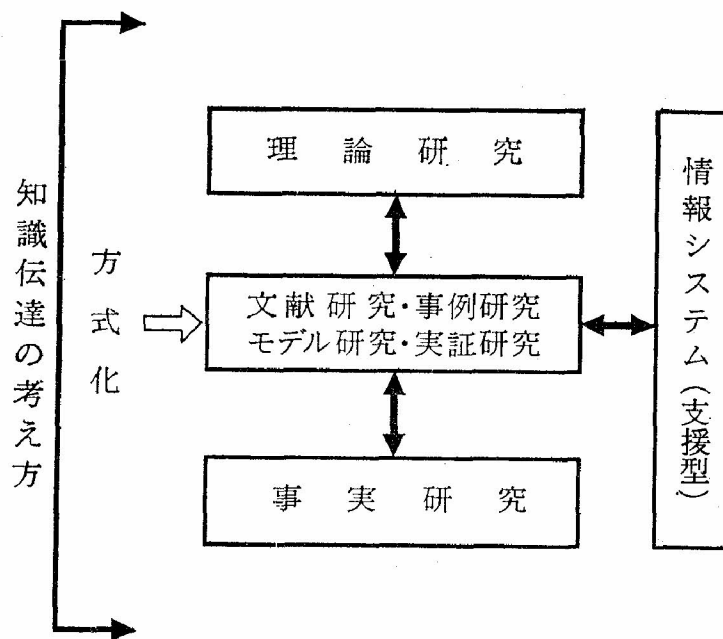 知識伝達の考え方
方式化
理論研究
文献研究・事例研究
モデル研究・実証研究
事実研究
情報システム(支援型)